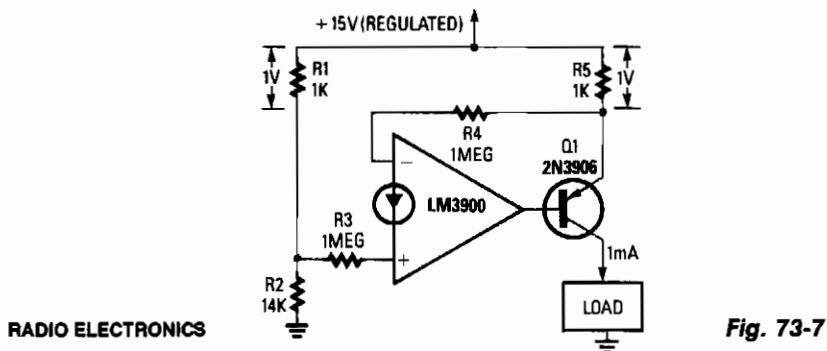 + 15V (REGULATED)
1V
R1
1K
R5
1K
1V
R4
1MEG
Q1
2N3906
−
LM3900
R3
1MEG
+
1mA
R2
14K
LOAD
RADIO ELECTRONICS
Fig. 73-7